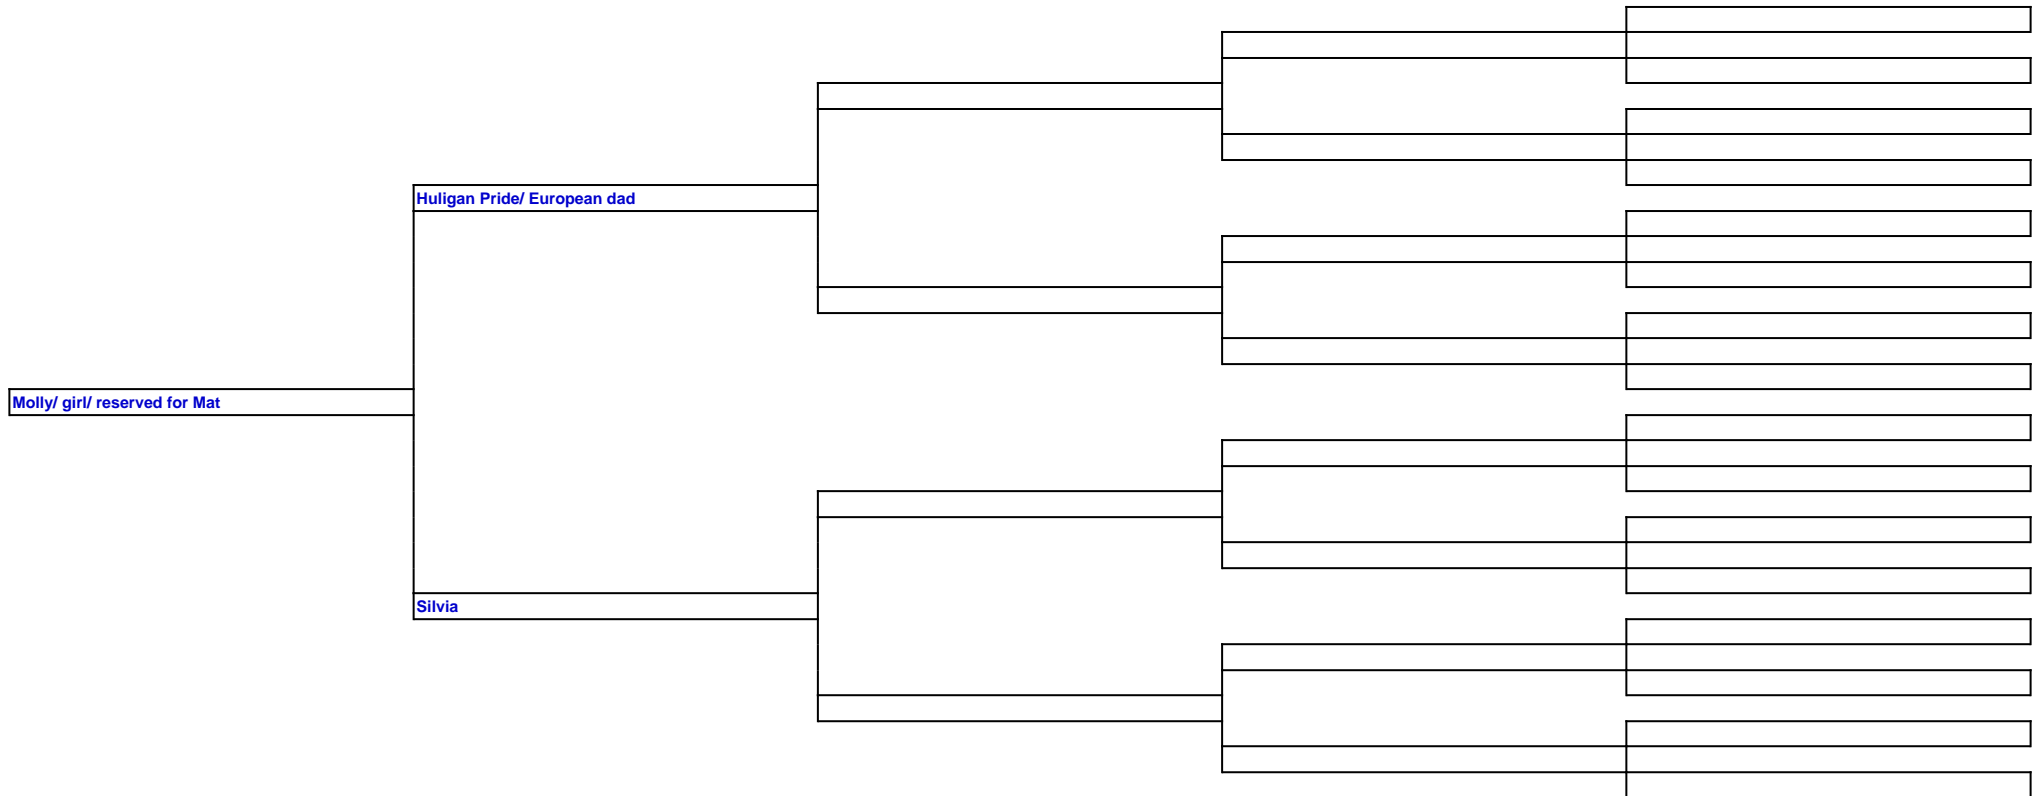 Huligan Pride/ European dad
Molly/ girl/ reserved for Mat
Silvia